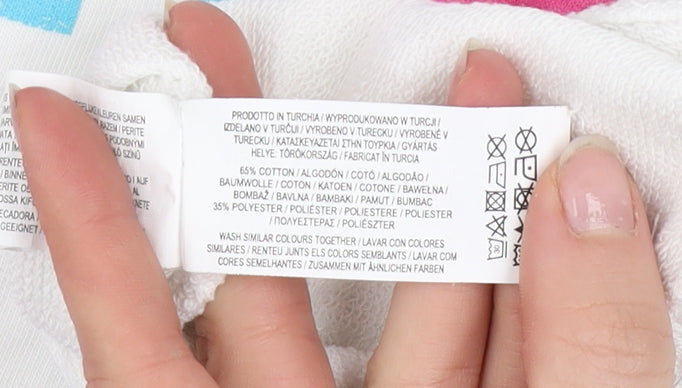 PRODOTTO IN TURCHIA / WYPRODUKOWANO W TURCJI /
IZDELANO V TURČIJI / VYROBENO V TURECKU / VYROBENÉ V
TURECKU / ΚΑΤΑΣΚΕΥΑΖΕΤΑΙ ΣΤΗΝ ΤΟΥΡΚΙΑ / GYÁRTÁS
HELYE: TÖRÖKORSZÁG / FABRICAT ÎN TURCIA
65% COTTON / ALGODÓN / COTÓ / ALGODÃO /
BAUMWOLLE / COTON / KATOEN / COTONE / BAWEŁNA /
BOMBAŽ / BAVLNA / BAMBAKI / PAMUT / BUMBAC
35% POLYESTER / POLIÉSTER / POLIESTERE / POLIESTER
/ ΠΟΛΥΕΣΤΕΡΑΣ / POLIÉSZTER
WASH SIMILAR COLOURS TOGETHER / LAVAR CON COLORES
SIMILARES / RENTEU JUNTS ELS COLORS SEMBLANTS / LAVAR COM
CORES SEMELHANTES / ZUSAMMEN MIT ÄHNLICHEN FARBEN